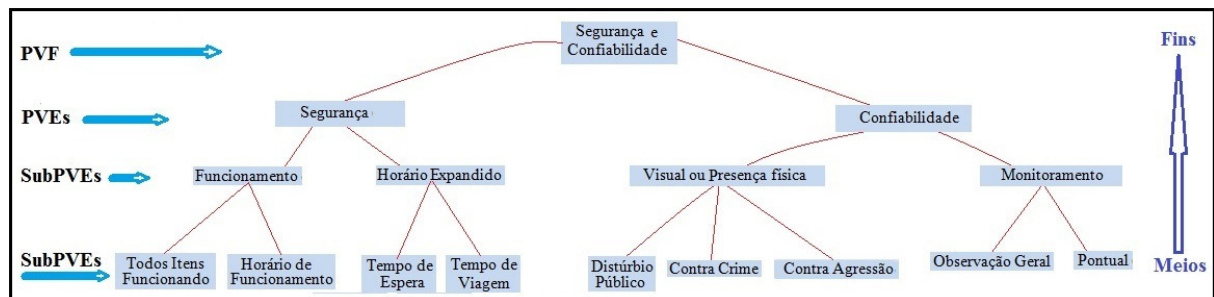 PVF
Segurança e
Confiabilidade
Fins
PVEs
Segurança
Confiabilidade
SubPVEs
Funcionamento
Horário Expandido
Visual ou Presença física
Monitoramento
SubPVEs
Todos Itens
Funcionando
Horário de
Funcionamento
Tempo de
Espera
Tempo de
Viagem
Distúrbio
Público
Contra Crime
Contra Agressão
Observação Geral
Pontual
Meios